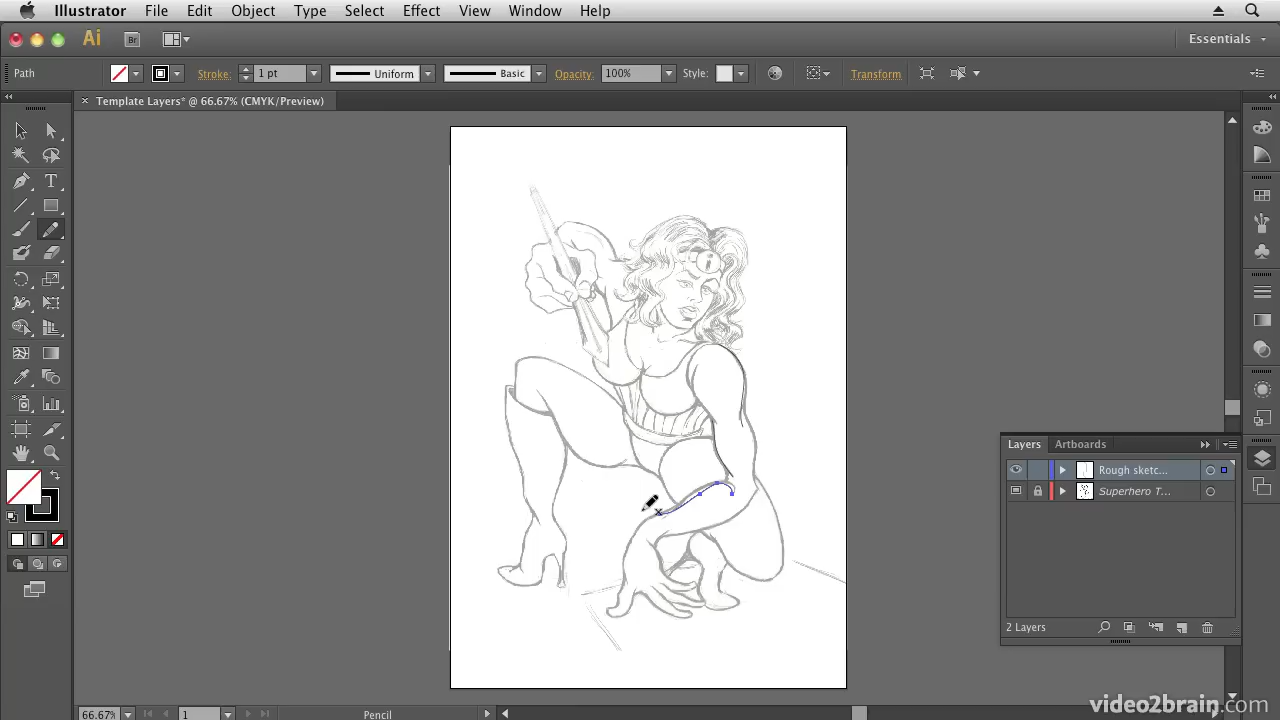 Illustrator File Edit Object Type Select Effect View Window Help
Ai Br Essentials
Path Stroke: 1 pt Uniform Basic Opacity: 100% Style: Transform
× Template Layers* @ 66.67% (CMYK/Preview)
Layers Artboards
Rough sketc...
Superhero T...
2 Layers
66.67% 1 Pencil
video2brain.com